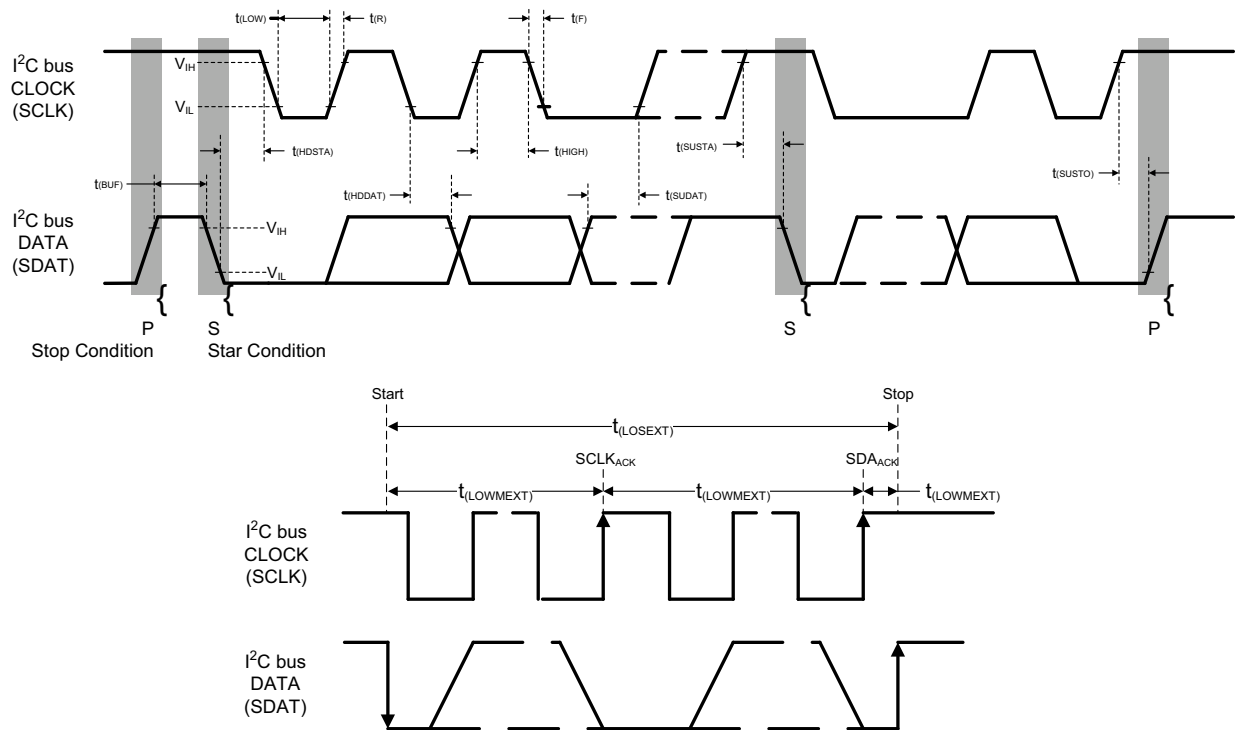 t(LOW) t(R) t(F)
I2C bus
CLOCK
(SCLK)
VIH
VIL
t(HDSTA) t(HIGH) t(SUSTA)
t(BUF) t(HDDAT) t(SUDAT) t(SUSTO)
I2C bus
DATA
(SDAT)
VIH
VIL
{ { { {
P S S P
Stop Condition Star Condition
Start Stop
t(LOSEXT)
SCLKACK SDAACK
t(LOWMEXT) t(LOWMEXT) t(LOWMEXT)
I2C bus
CLOCK
(SCLK)
I2C bus
DATA
(SDAT)